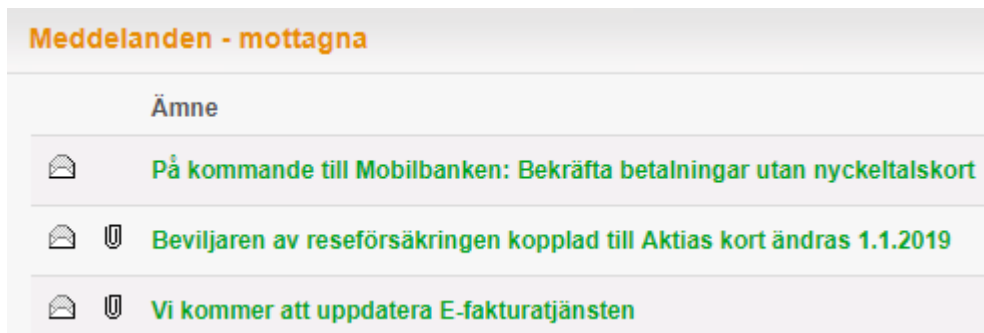 Meddelanden - mottagna
Ämne
På kommande till Mobilbanken: Bekräfta betalningar utan nyckeltalskort
Beviljaren av reseförsäkringen kopplad till Aktias kort ändras 1.1.2019
Vi kommer att uppdatera E-fakturatjänsten